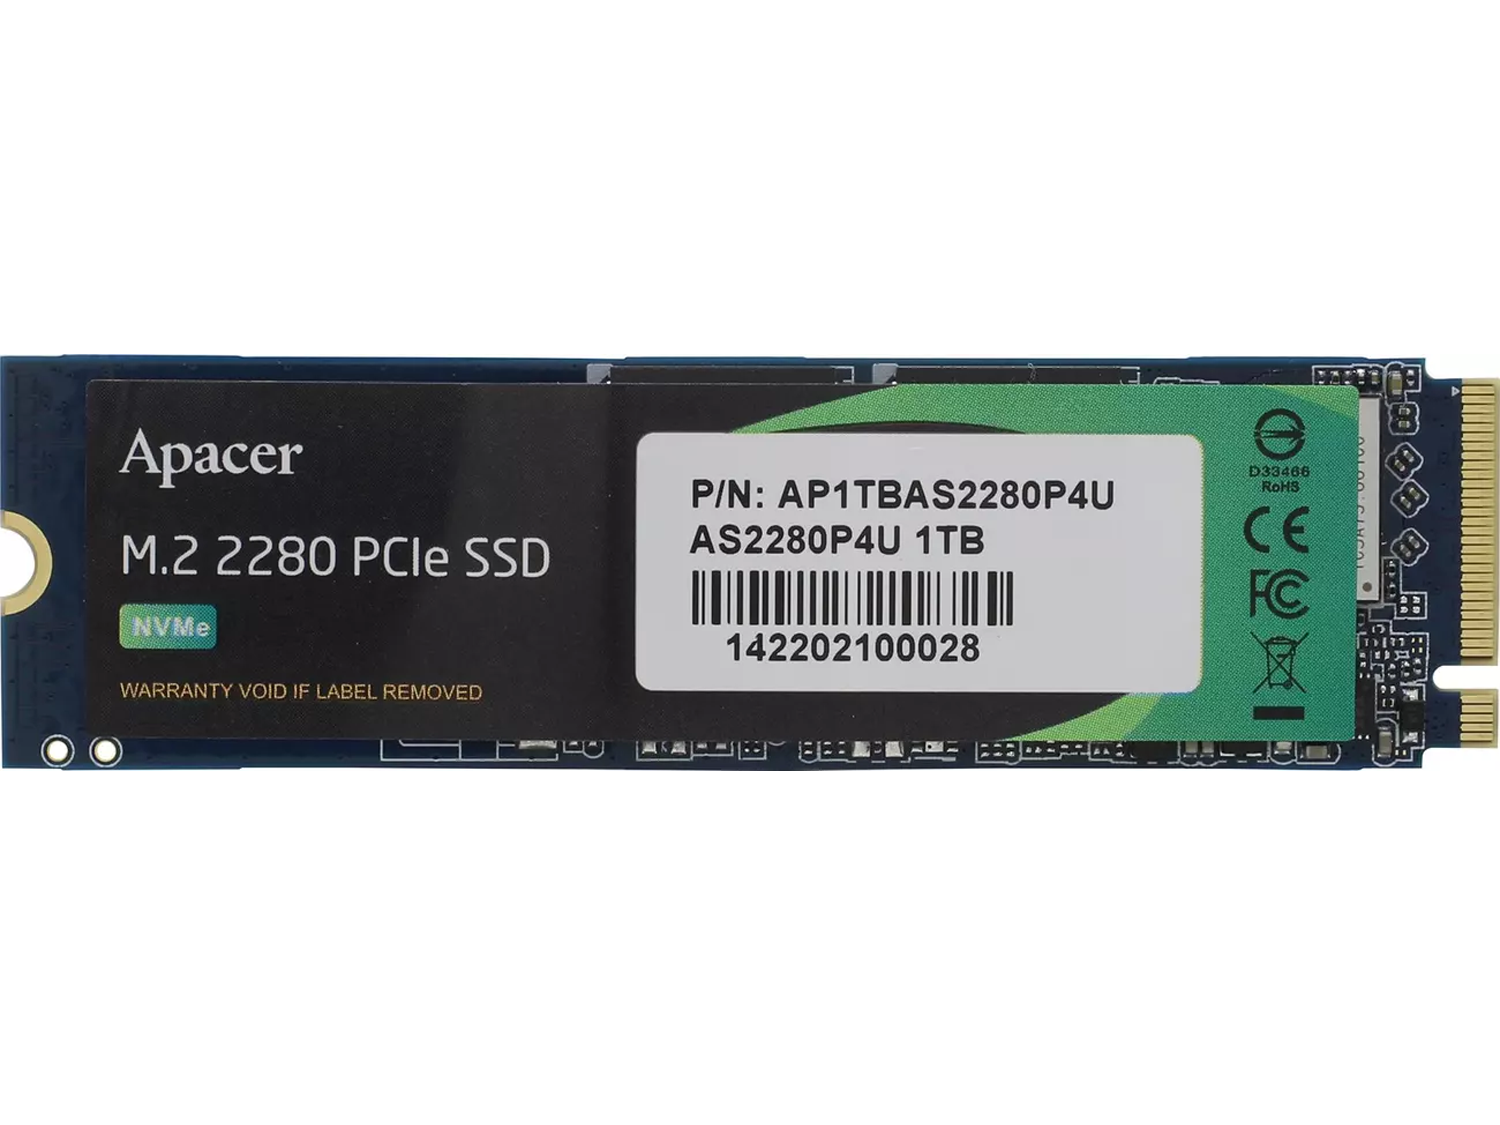 Apacer
M.2 2280 PCIe SSD
NVMe
WARRANTY VOID IF LABEL REMOVED
P/N: AP1TBAS2280P4U
AS2280P4U 1TB
142202100028
D33466
RoHS
CE
FC